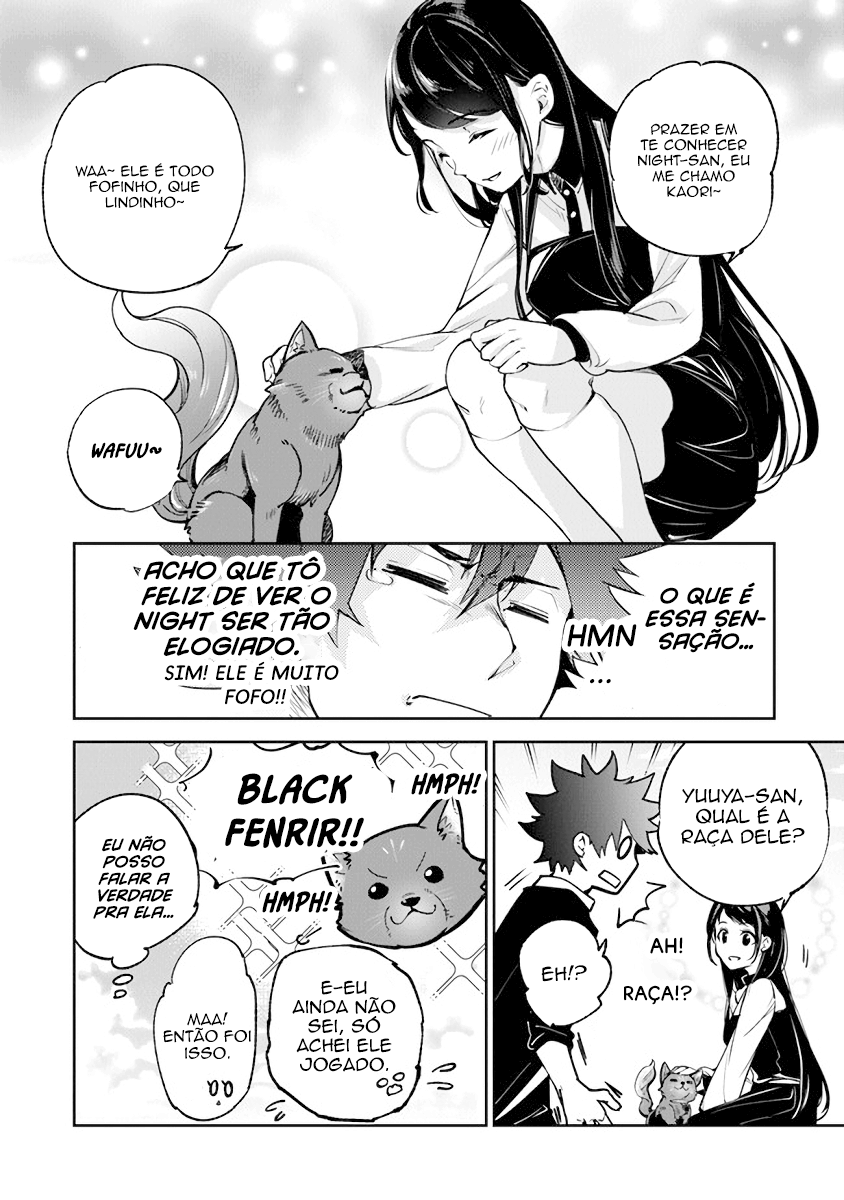 PRAZER EM
TE CONHECER
NIGHT-SAN, EU
ME CHAMO
KAORI~
WAA~ ELE É TODO
FOFINHO, QUE
LINDINHO~
WAFUU~
O QUE É
ESSA SEN-
SAÇÃO...
HMN
...
ACHO QUE TÔ
FELIZ DE VER O
NIGHT SER TÃO
ELOGIADO.
SIM! ELE É MUITO
FOFO!!
YUUYA-SAN,
QUAL É A
RAÇA DELE?
AH!
RAÇA!?
EH!?
HMPH!
BLACK
FENRIR!!
HMPH!
EU NÃO
POSSO
FALAR A
VERDADE
PRA ELA...
E-EU
AINDA NÃO
SEI, SÓ
ACHEI ELE
JOGADO.
MAA!
ENTÃO FOI
ISSO.